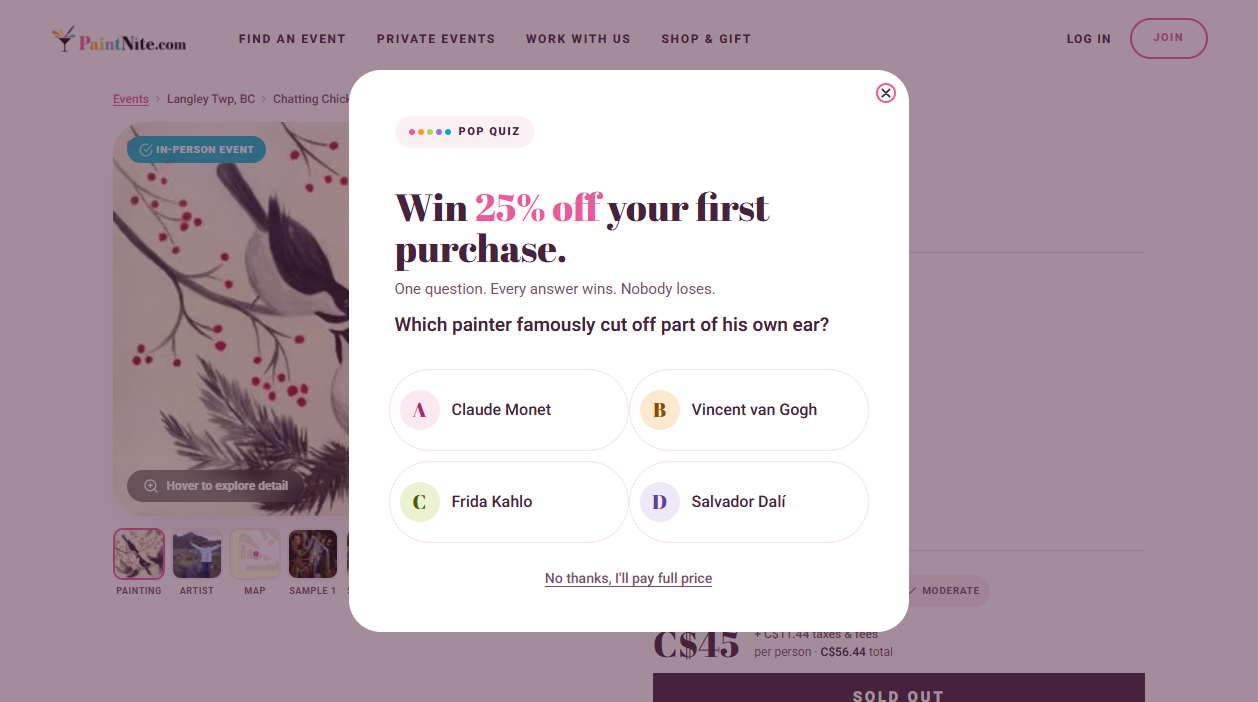 PaintNite.com
FIND AN EVENT
PRIVATE EVENTS
WORK WITH US
SHOP & GIFT
LOG IN
JOIN
Events > Langley Twp, BC > Chatting Chick
IN-PERSON EVENT
POP QUIZ
Win 25% off your first
purchase.
One question. Every answer wins. Nobody loses.
Which painter famously cut off part of his own ear?
A Claude Monet
B Vincent van Gogh
C Frida Kahlo
D Salvador Dalí
No thanks, I'll pay full price
Hover to explore detail
PAINTING
ARTIST
MAP
SAMPLE 1
MODERATE
C$45
+ C$11.44 taxes & fees
per person · C$56.44 total
SOLD OUT